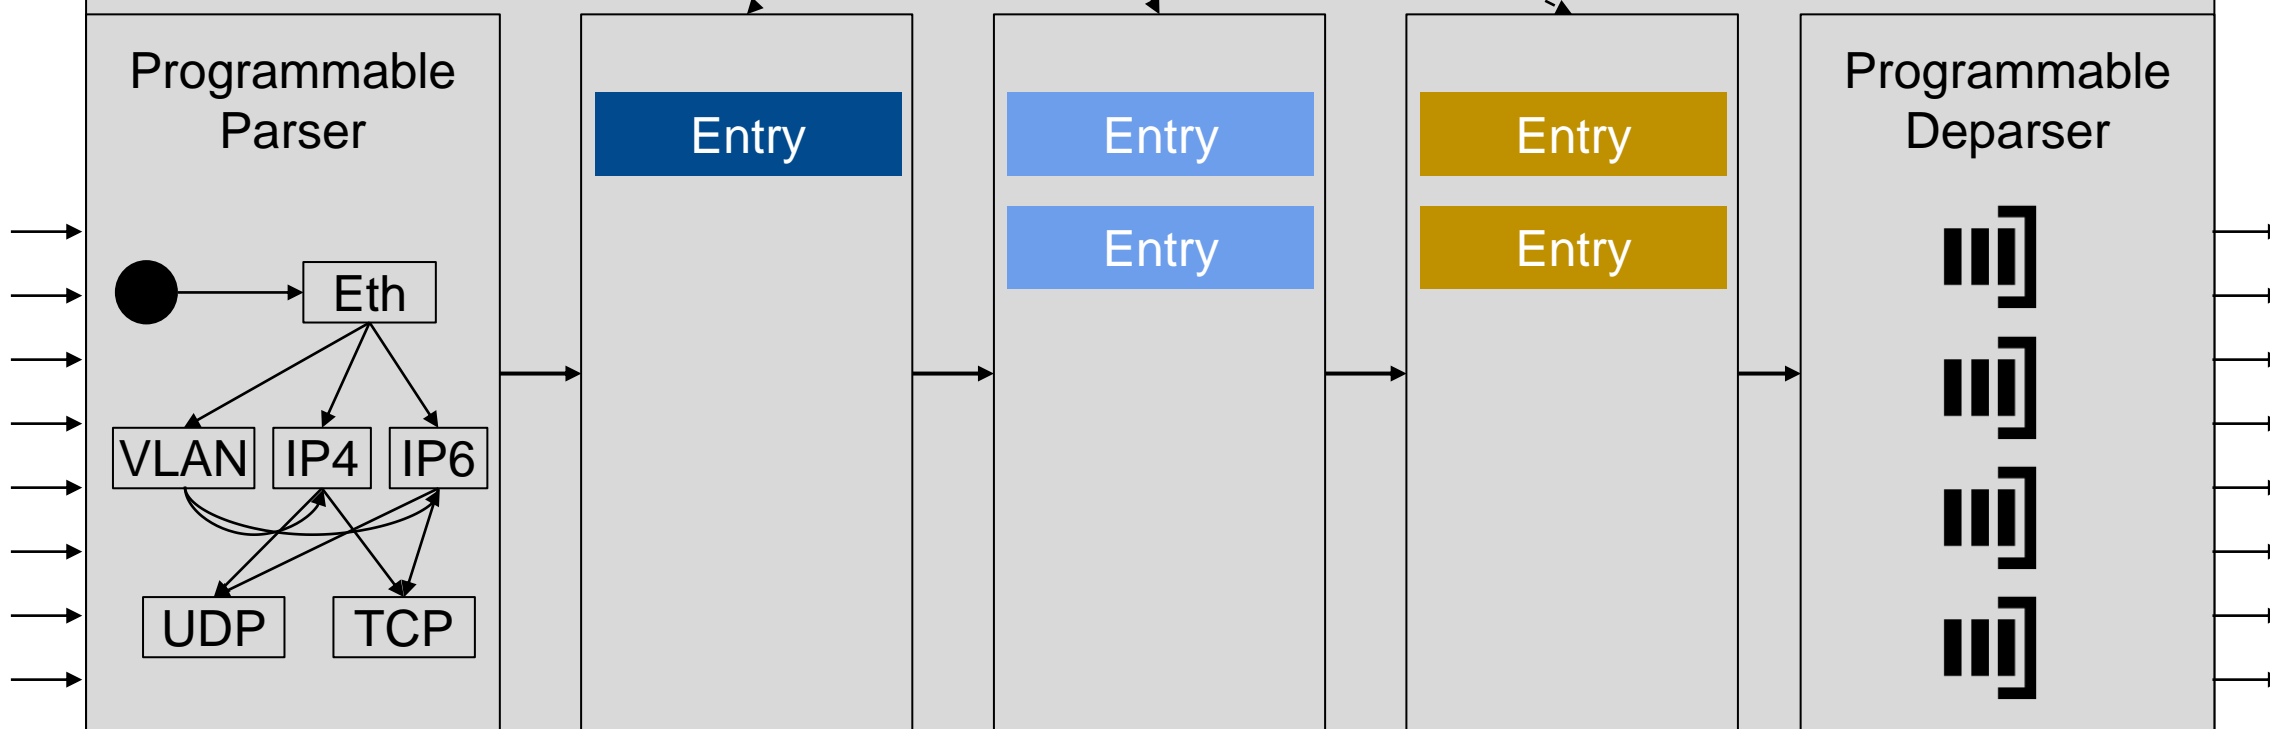 Programmable
Parser
Eth
VLAN
IP4
IP6
UDP
TCP
Entry
Entry
Entry
Entry
Entry
Programmable
Deparser